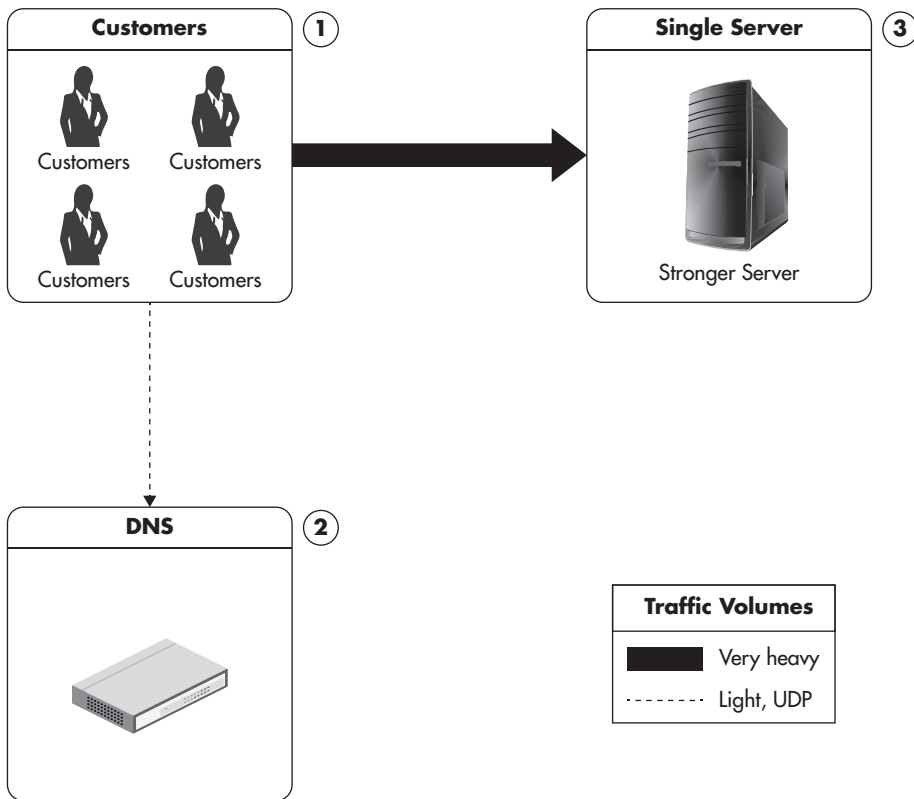 Customers
1
Customers
Customers
Customers
Customers
Single Server
3
Stronger Server
DNS
2
Traffic Volumes
Very heavy
Light, UDP